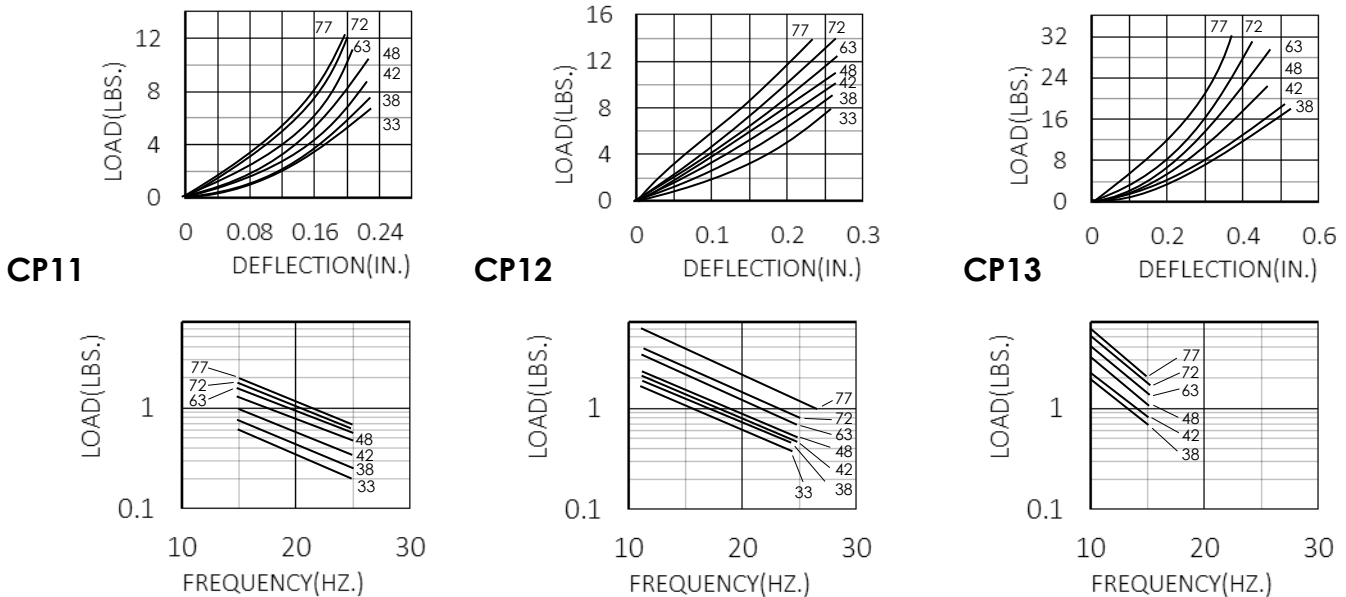 LOAD(LBS.)
12
8
4
0
77 72
63
48
42
38
33
0 0.08 0.16 0.24
DEFLECTION(IN.)
CP11
LOAD(LBS.)
16
12
8
4
0
77 72
63
48
42
38
33
0 0.1 0.2 0.3
DEFLECTION(IN.)
CP12
LOAD(LBS.)
32
24
16
8
0
77 72
63
48
42
38
0 0.2 0.4 0.6
DEFLECTION(IN.)
CP13
LOAD(LBS.)
1
0.1
77
72
63
48
42
38
33
10 20 30
FREQUENCY(HZ.)
LOAD(LBS.)
1
0.1
77
72
63
48
42
33 38
10 20 30
FREQUENCY(HZ.)
LOAD(LBS.)
1
0.1
77
72
63
48
42
38
10 20 30
FREQUENCY(HZ.)